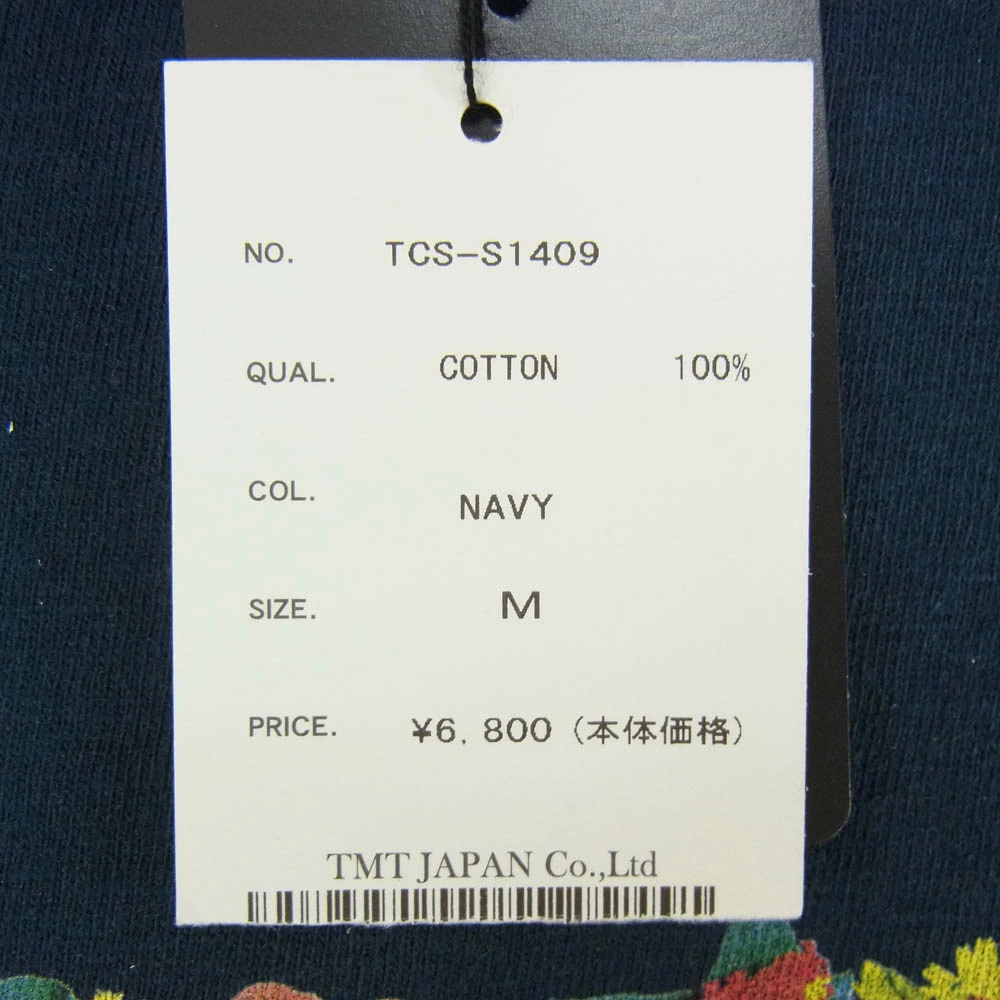 NO. TCS-S1409
QUAL. COTTON 100%
COL. NAVY
SIZE. M
PRICE. ¥6,800 (本体価格)
TMT JAPAN Co.,Ltd